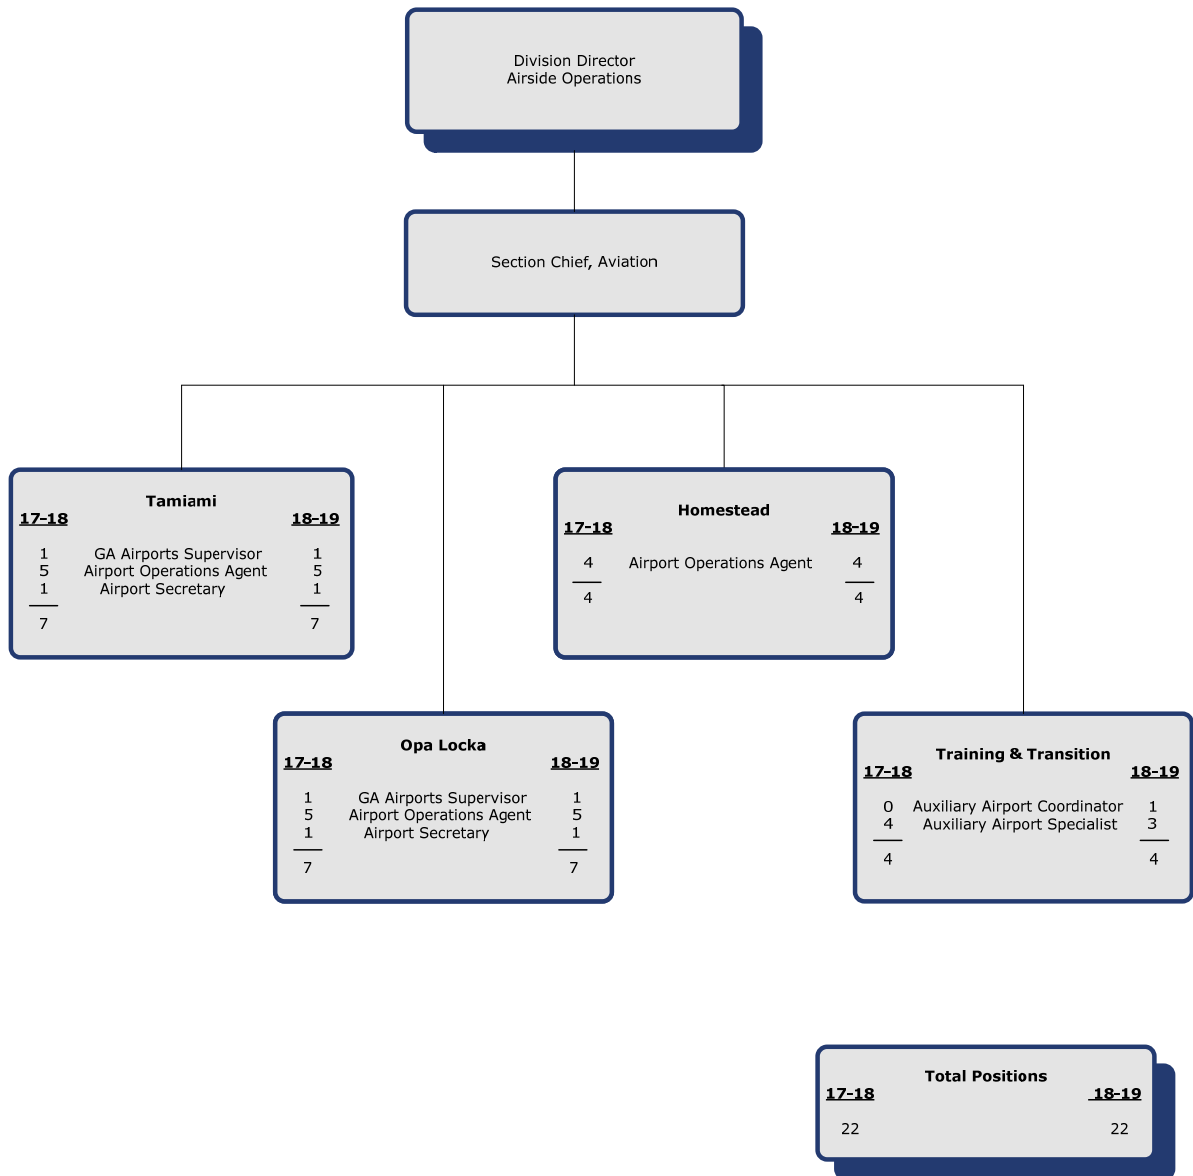 Division Director
Airside Operations
Section Chief, Aviation
Tamiami
17-18 18-19
1 GA Airports Supervisor 1
5 Airport Operations Agent 5
1 Airport Secretary 1
7 7
Homestead
17-18 18-19
4 Airport Operations Agent 4
4 4
Opa Locka
17-18 18-19
1 GA Airports Supervisor 1
5 Airport Operations Agent 5
1 Airport Secretary 1
7 7
Training & Transition
17-18 18-19
0 Auxiliary Airport Coordinator 1
4 Auxiliary Airport Specialist 3
4 4
Total Positions
17-18 18-19
22 22